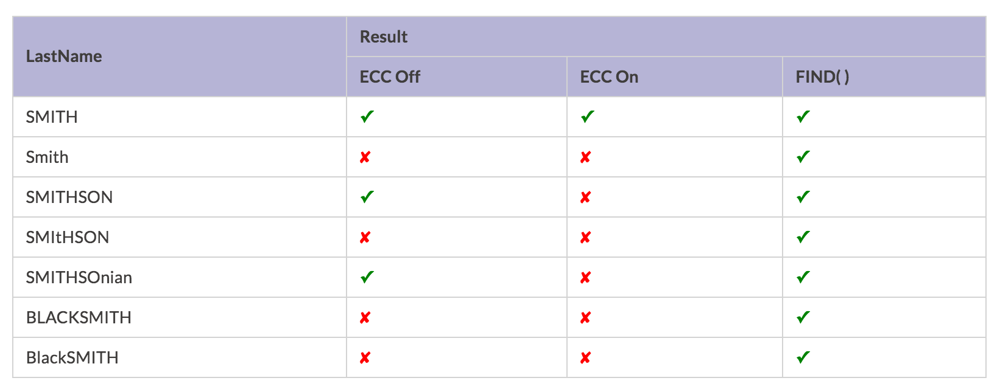 LastName
Result
ECC Off
ECC On
FIND( )
SMITH ✓ ✓ ✓
Smith ✘ ✘ ✓
SMITHSON ✓ ✘ ✓
SMItHSON ✘ ✘ ✓
SMITHSOnian ✓ ✘ ✓
BLACKSMITH ✘ ✘ ✓
BlackSMITH ✘ ✘ ✓